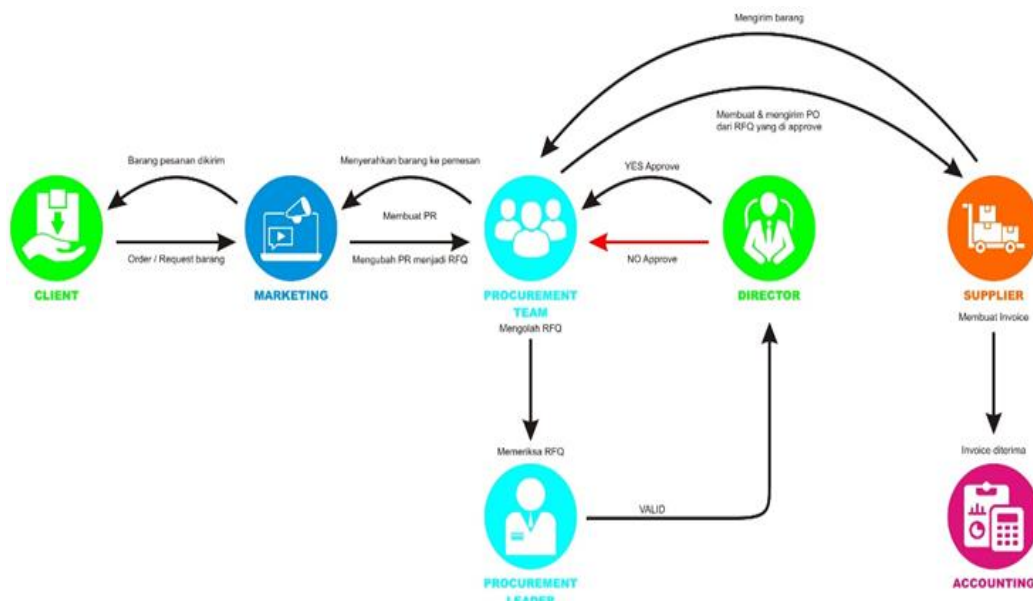 Mengirim barang
Membuat & mengirim PO
dari RFQ yang di approve
Barang pesanan dikirim
Menyerahkan barang ke pemesan
YES Approve
Membuat PR
Order / Request barang
Mengubah PR menjadi RFQ
NO Approve
CLIENT
MARKETING
PROCUREMENT
TEAM
DIRECTOR
SUPPLIER
Mengolah RFQ
Membuat Invoice
Memeriksa RFQ
Invoice diterima
VALID
PROCUREMENT
LEADER
ACCOUNTING